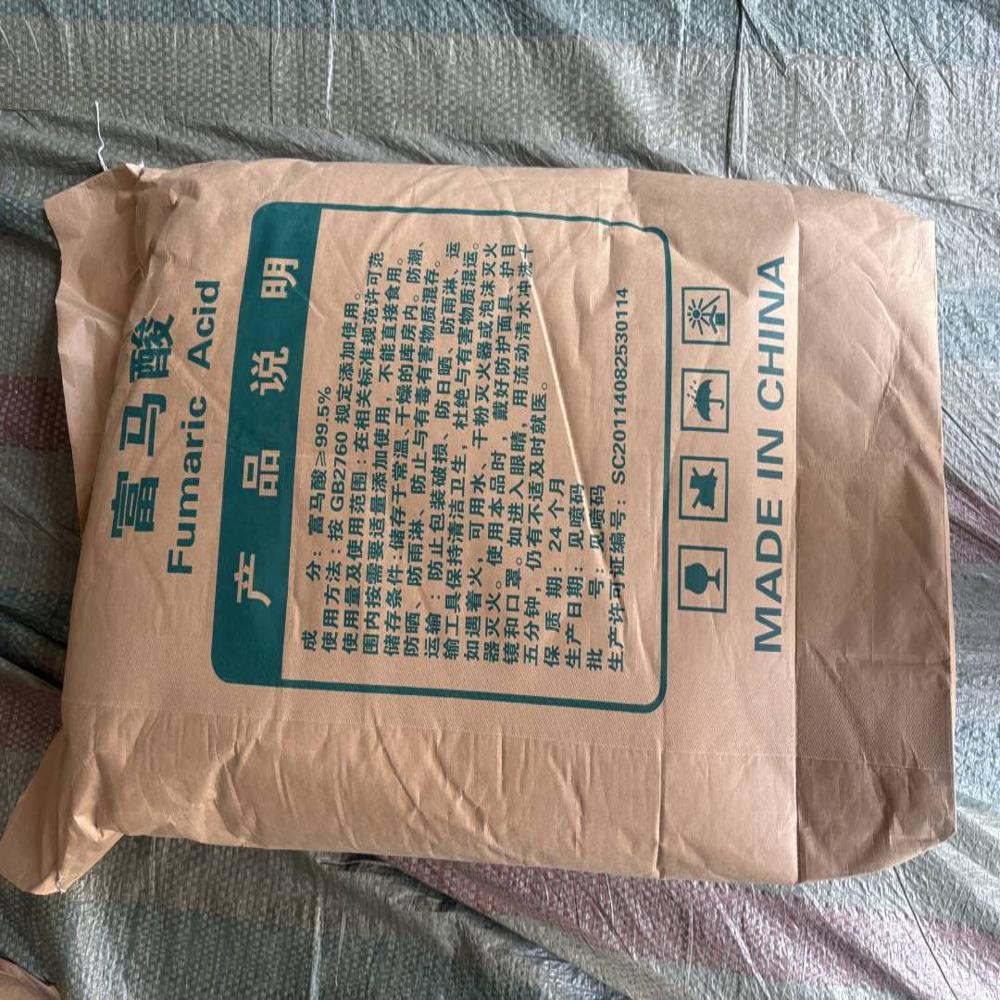 富马酸
Fumaric Acid
产品说明
成 分：富马酸≥99.5%
使用方法：按 GB2760 规定添加使用。
使用量及使用范围：在相关标准规范许可范
围内按需要适量添加使用，不能直接食用。
储存条件：储存于常温、干燥的库房内。防潮、
防晒、防雨淋、防止与有毒有害物质混存。
运输：防止包装破损、防日晒、防雨淋、运
输工具保持清洁卫生，杜绝与有害物质混运。
如遇着火，可用水、干粉灭火器或泡沫灭火
器灭火。使用本品时，戴好防护面具、护目
镜和口罩。如进入眼睛，用流动清水冲洗十
五分钟，仍有不适及时就医。
保 质 期：24个月
生产日期：见喷码
批 号：见喷码
生产许可证编号：SC20114082530114
MADE IN CHINA